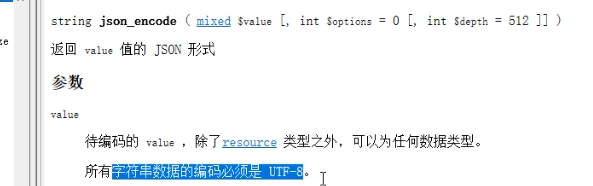 string json_encode ( mixed $value [, int $options = 0 [, int $depth = 512 ]] )
返回 value 值的 JSON 形式
参数
value
待编码的 value ，除了resource 类型之外，可以为任何数据类型。
所有字符串数据的编码必须是 UTF-8。